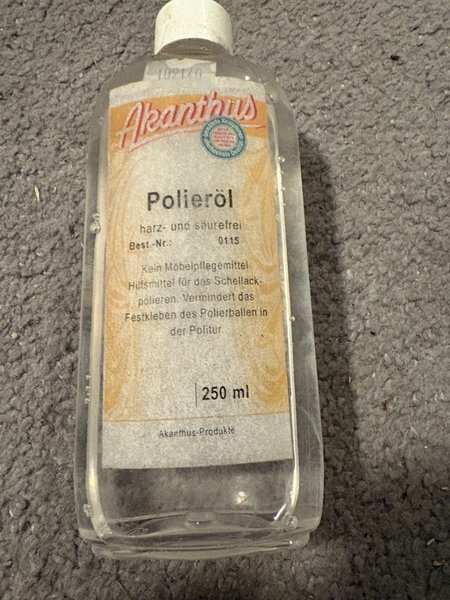 Akanthus
Polieröl
harz- und säurefrei
Best.-Nr.: 0115
Kein Möbelpflegemittel
Hilfsmittel für das Schellack-
polieren. Vermindert das
Festkleben des Polierballen in
der Politur.
250 ml
Akanthus-Produkte